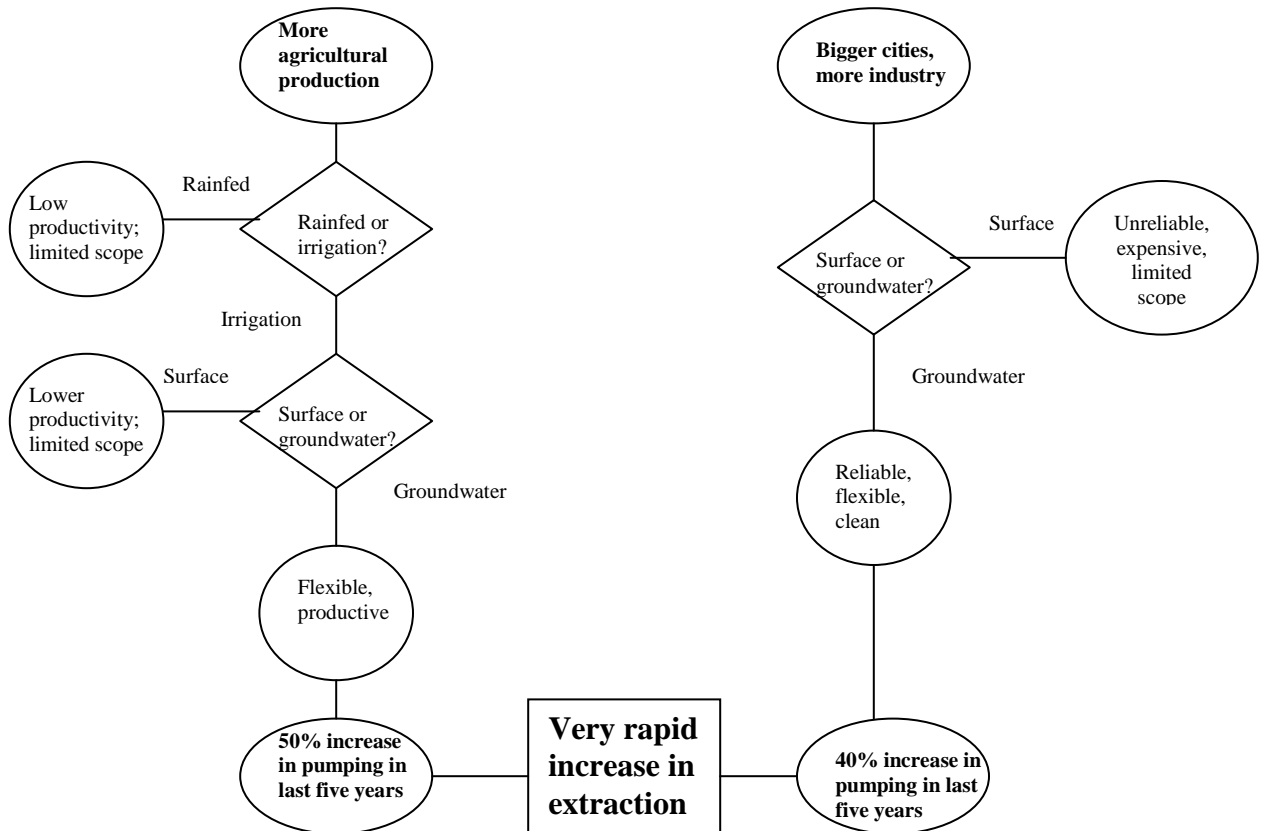 More
agricultural
production
Rainfed
Low
productivity;
limited scope
Rainfed or
irrigation?
Irrigation
Surface
Lower
productivity;
limited scope
Surface or
groundwater?
Groundwater
Flexible,
productive
50% increase
in pumping in
last five years
Very rapid
increase in
extraction
Bigger cities,
more industry
Surface
Unreliable,
expensive,
limited
scope
Surface or
groundwater?
Groundwater
Reliable,
flexible,
clean
40% increase in
pumping in last
five years